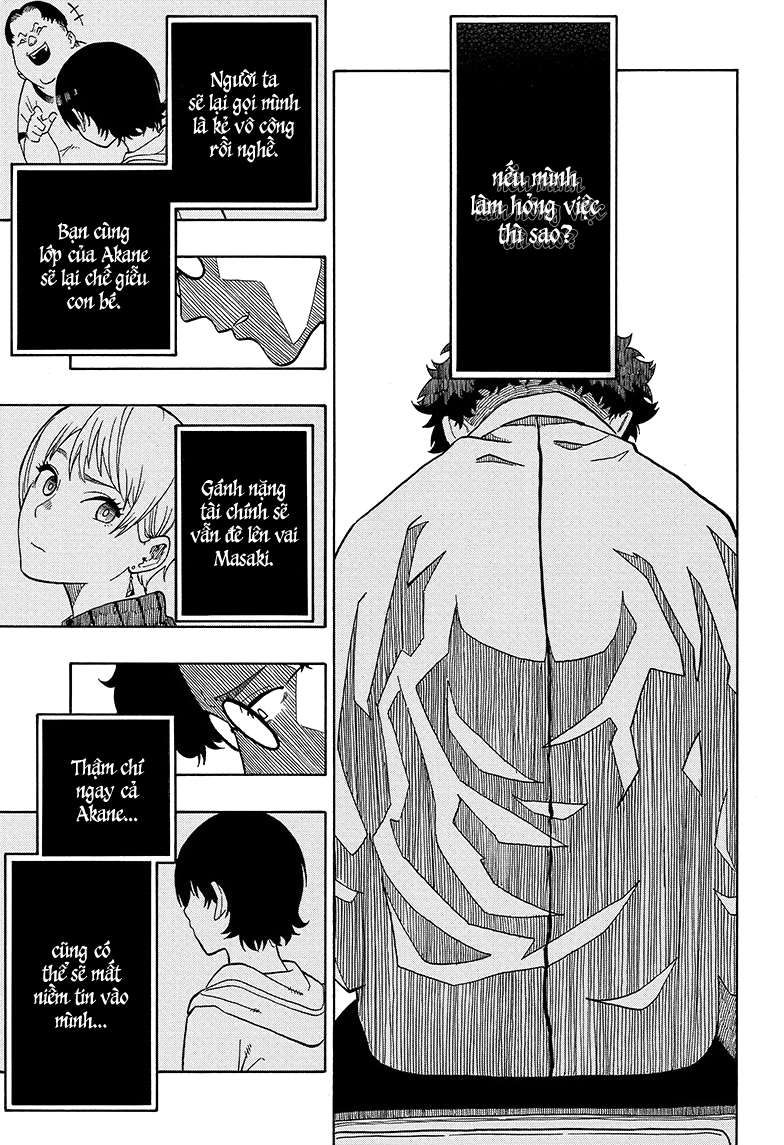 nếu mình
làm hỏng việc
thì sao?
Người ta
sẽ lại gọi mình
là kẻ vô công
rồi nghề.
Bạn cùng
lớp của Akane
sẽ lại chế giễu
con bé.
Gánh nặng
tài chính sẽ
vẫn đè lên vai
Masaki.
Thậm chí
ngay cả
Akane...
cũng có
thể sẽ mất
niềm tin vào
mình...